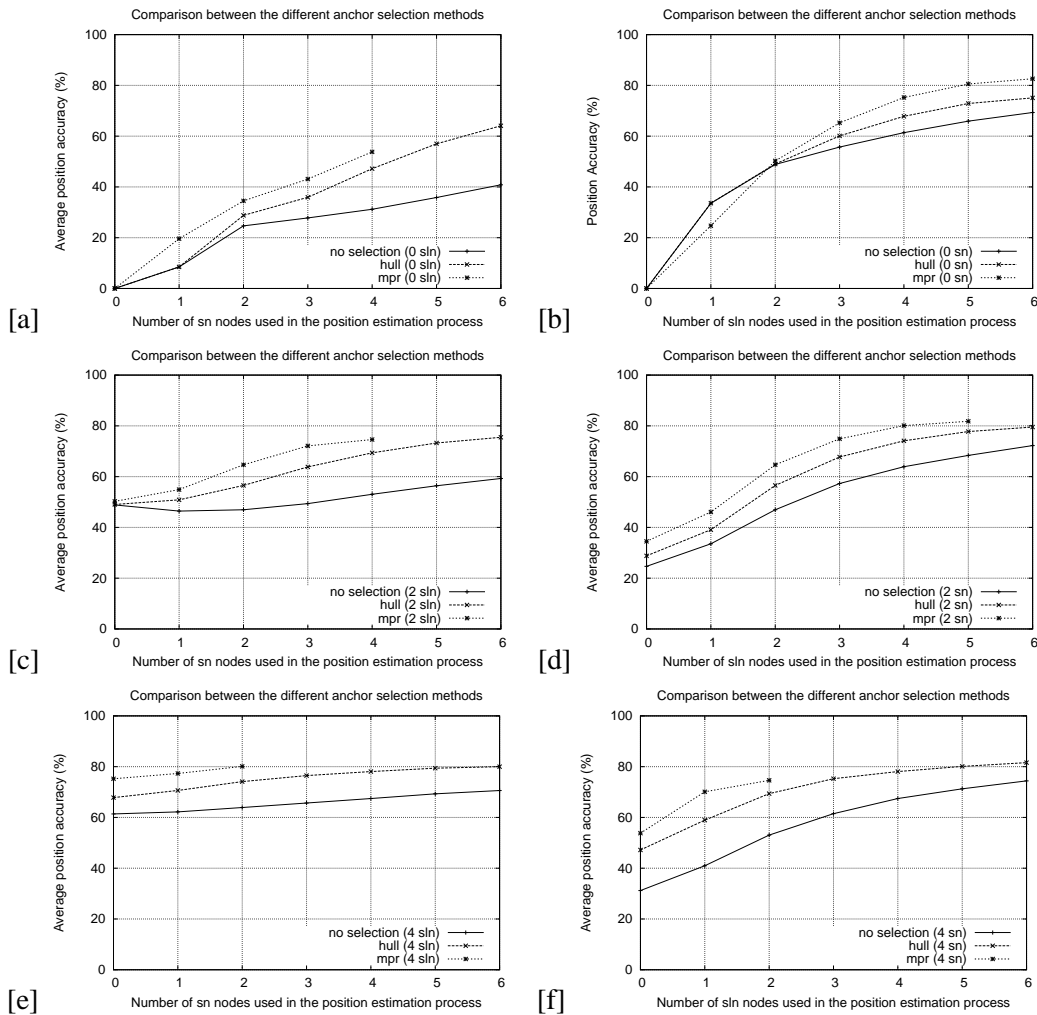 Comparison between the different anchor selection methods
100
80
60
40
20
0
Average position accuracy (%)
no selection (0 sln)
hull (0 sln)
mpr (0 sln)
0 1 2 3 4 5 6
Number of sn nodes used in the position estimation process
[a]
Comparison between the different anchor selection methods
100
80
60
40
20
0
Position Accuracy (%)
no selection (0 sn)
hull (0 sn)
mpr (0 sn)
0 1 2 3 4 5 6
Number of sln nodes used in the position estimation process
[b]
Comparison between the different anchor selection methods
100
80
60
40
20
0
Average position accuracy (%)
no selection (2 sln)
hull (2 sln)
mpr (2 sln)
0 1 2 3 4 5 6
Number of sn nodes used in the position estimation process
[c]
Comparison between the different anchor selection methods
100
80
60
40
20
0
Average position accuracy (%)
no selection (2 sn)
hull (2 sn)
mpr (2 sn)
0 1 2 3 4 5 6
Number of sln nodes used in the position estimation process
[d]
Comparison between the different anchor selection methods
100
80
60
40
20
0
Average position accuracy (%)
no selection (4 sln)
hull (4 sln)
mpr (4 sln)
0 1 2 3 4 5 6
Number of sn nodes used in the position estimation process
[e]
Comparison between the different anchor selection methods
100
80
60
40
20
0
Average position accuracy (%)
no selection (4 sn)
hull (4 sn)
mpr (4 sn)
0 1 2 3 4 5 6
Number of sln nodes used in the position estimation process
[f]